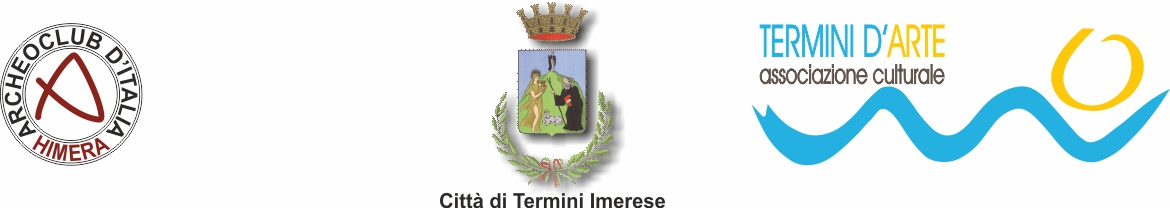 ARCHEOCLUB D'ITALIA
HIMERA
Città di Termini Imerese
TERMINI D'ARTE
associazione culturale